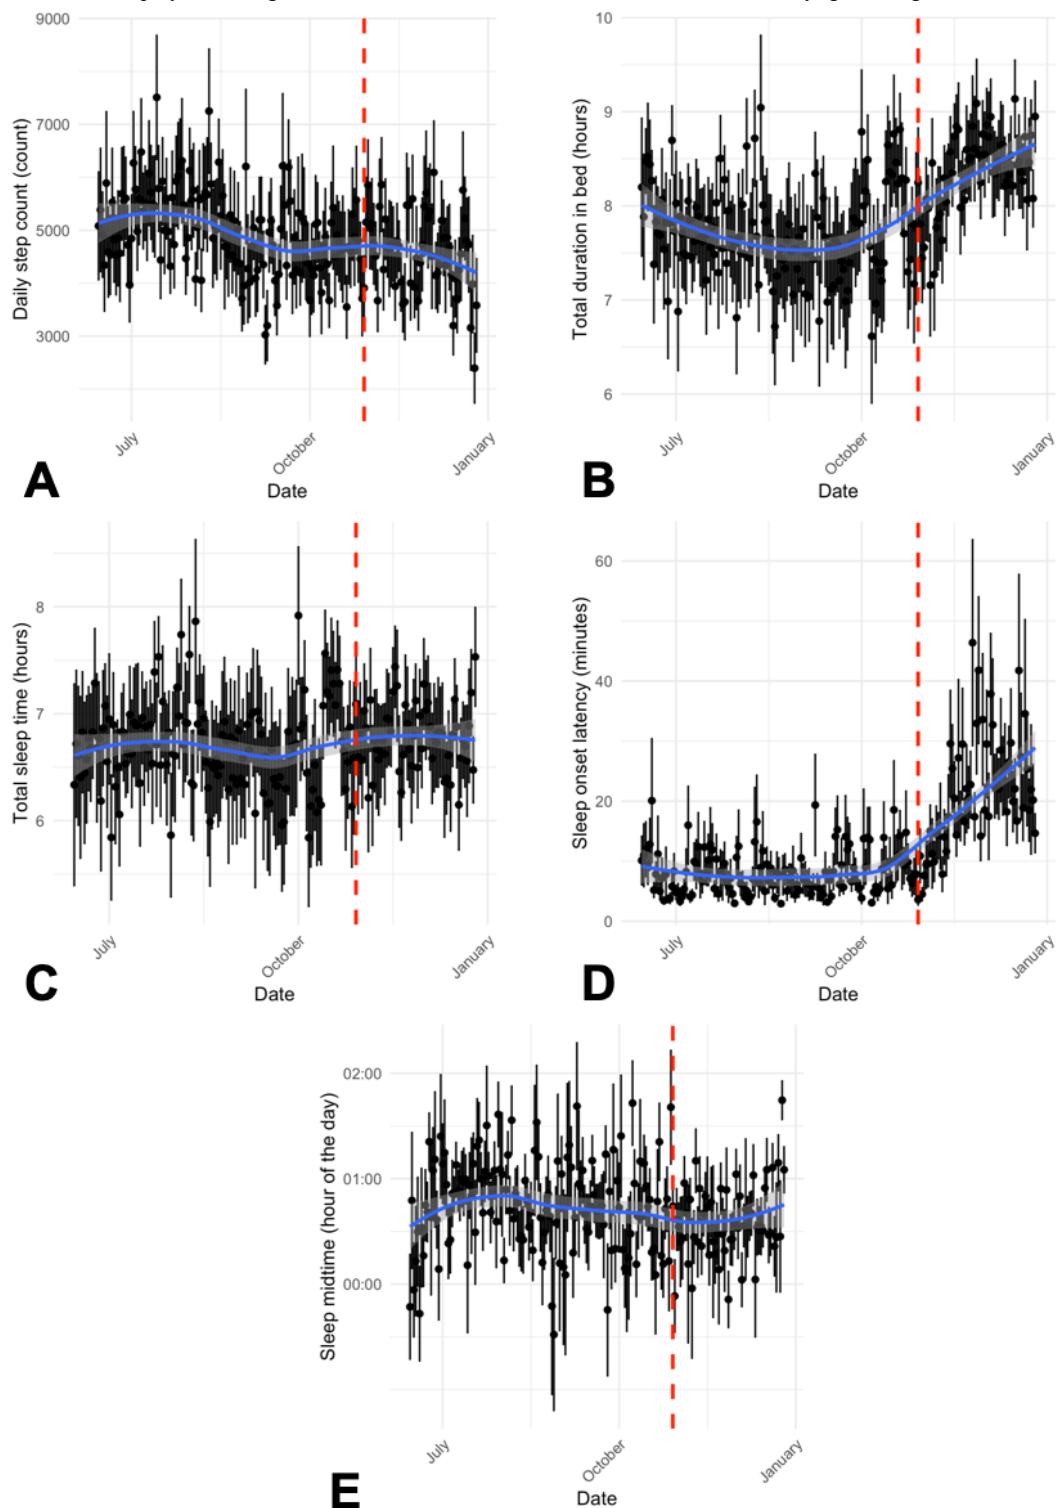 9000
7000
5000
3000
Daily step count (count)
July
October
January
Date
A
10
9
8
7
6
Total duration in bed (hours)
July
October
January
Date
B
8
7
6
Total sleep time (hours)
July
October
January
Date
C
60
40
20
0
Sleep onset latency (minutes)
July
October
January
Date
D
02:00
01:00
00:00
Sleep midtime (hour of the day)
July
October
January
Date
E